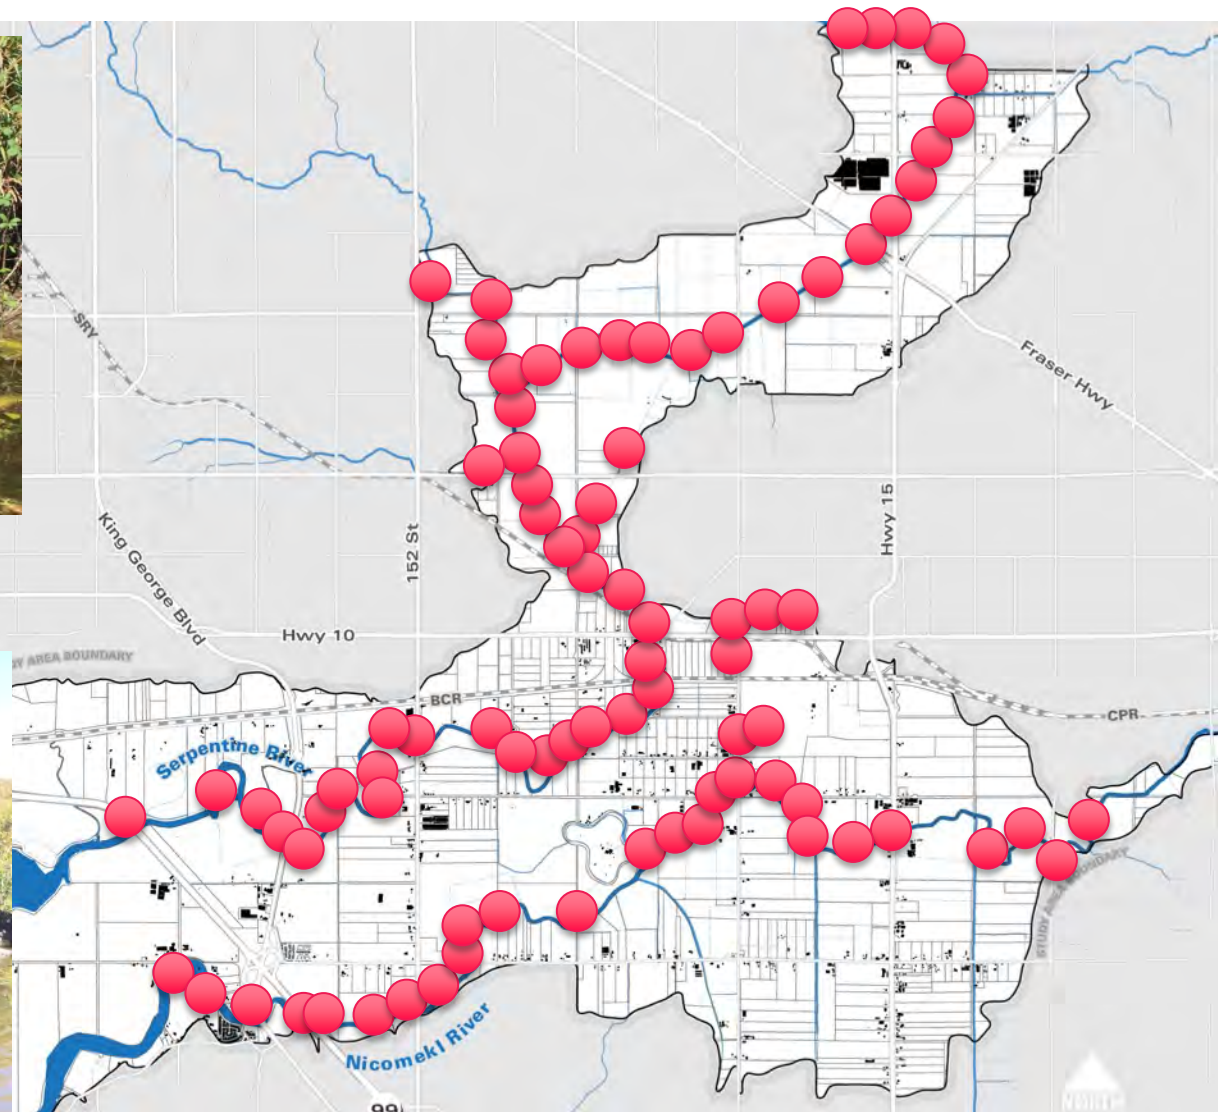 SRY
Fraser Hwy
King George Blvd
152 St
Hwy 15
Hwy 10
AREA BOUNDARY
BCR
CPR
Serpentine River
STUDY AREA BOUNDARY
Nicomekl River
99
NORTH